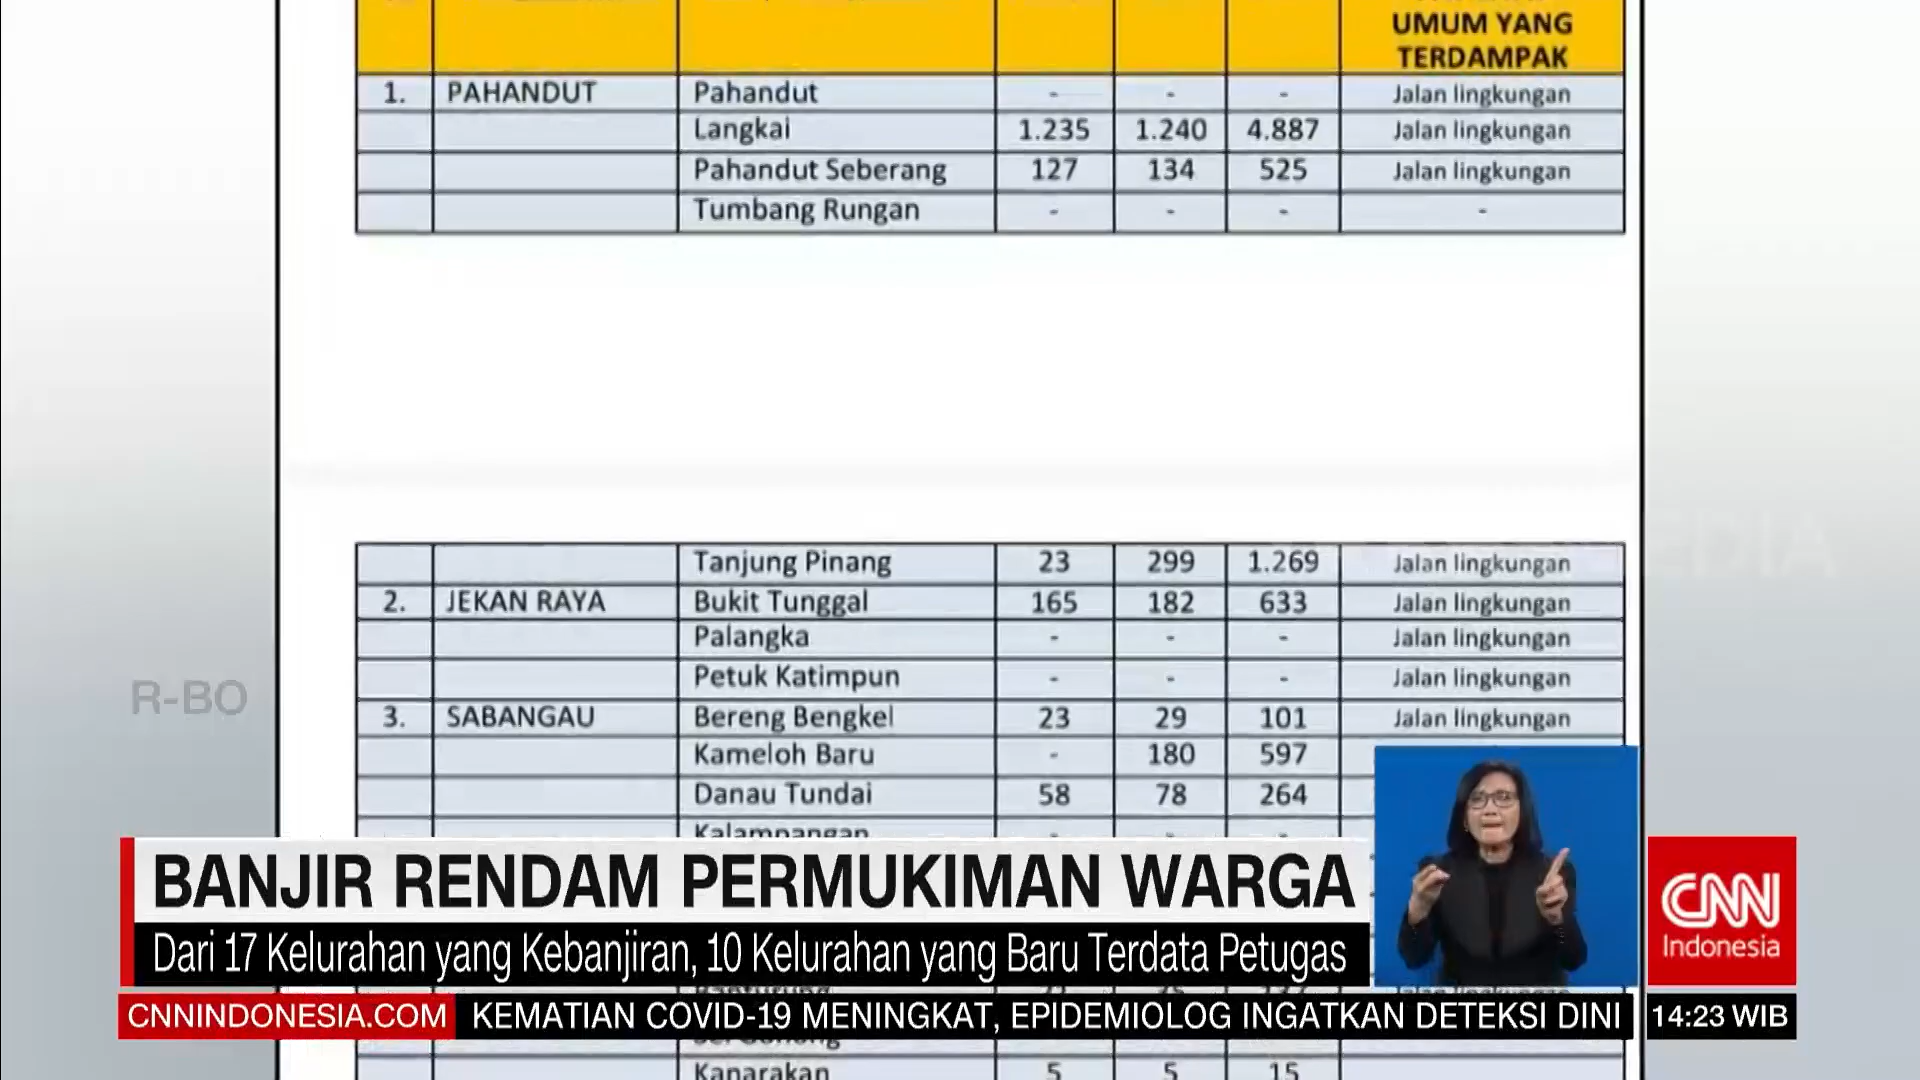 UMUM YANG
TERDAMPAK
1. PAHANDUT Pahandut - - - Jalan lingkungan
Langkai 1.235 1.240 4.887 Jalan lingkungan
Pahandut Seberang 127 134 525 Jalan lingkungan
Tumbang Rungan - - - -
Tanjung Pinang 23 299 1.269 Jalan lingkungan
2. JEKAN RAYA Bukit Tunggal 165 182 633 Jalan lingkungan
Palangka - - - Jalan lingkungan
Petuk Katimpun - - - Jalan lingkungan
3. SABANGAU Bereng Bengkel 23 29 101 Jalan lingkungan
Kameloh Baru - 180 597
Danau Tundai 58 78 264
Kalampangan - - -
R-BO
EDIA
BANJIR RENDAM PERMUKIMAN WARGA
Dari 17 Kelurahan yang Kebanjiran, 10 Kelurahan yang Baru Terdata Petugas
CNN
Indonesia
CNNINDONESIA.COM KEMATIAN COVID-19 MENINGKAT, EPIDEMIOLOG INGATKAN DETEKSI DINI 14:23 WIB
Kanarakan 5 5 15